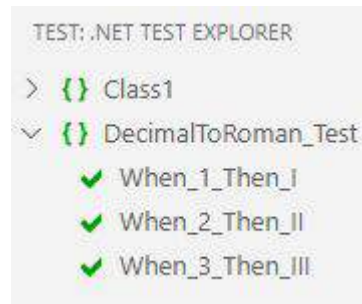 TEST: .NET TEST EXPLORER
{} Class1
{} DecimalToRoman_Test
When_1_Then_I
When_2_Then_II
When_3_Then_III